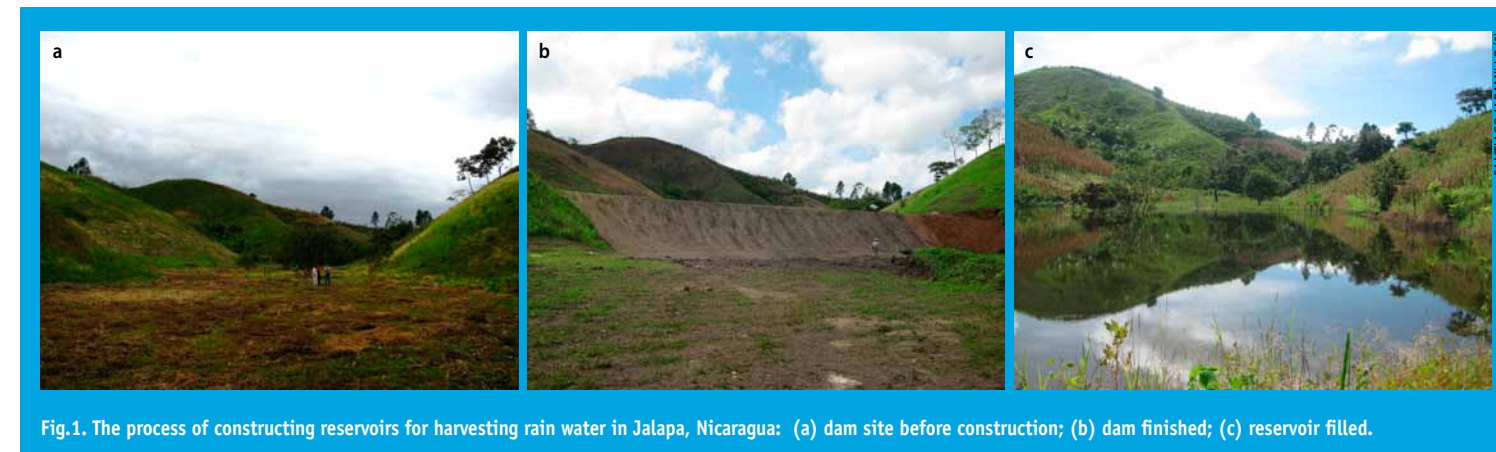 a
b
c
Fig.1. The process of constructing reservoirs for harvesting rain water in Jalapa, Nicaragua: (a) dam site before construction; (b) dam finished; (c) reservoir filled.